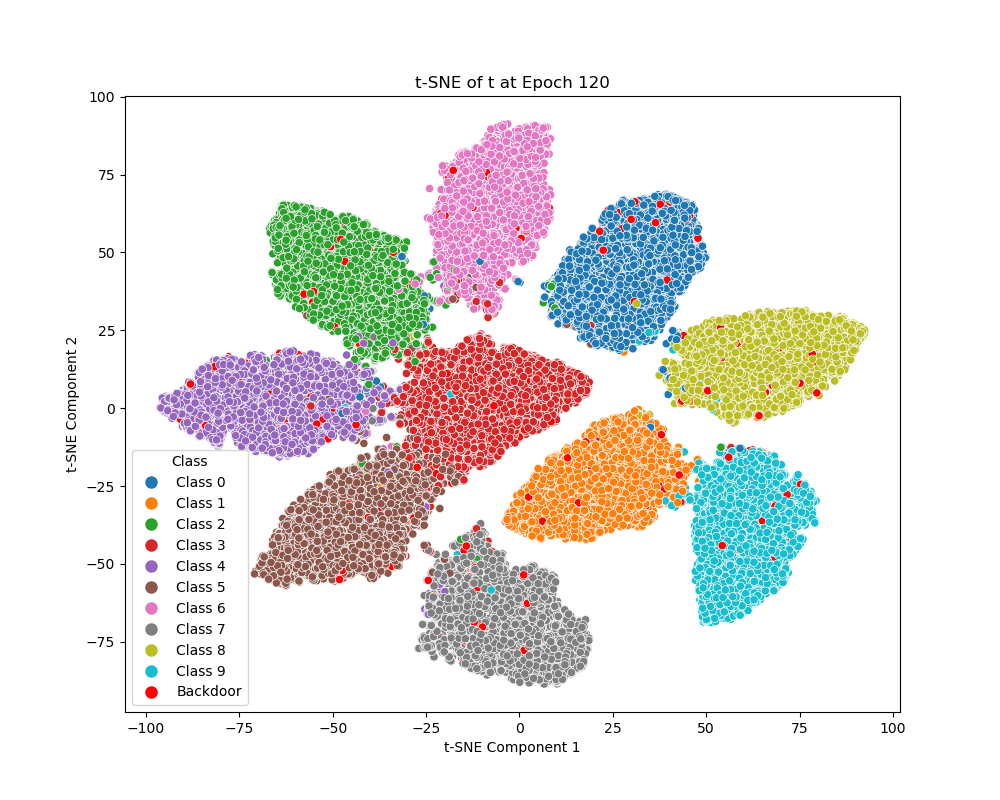 t-SNE of t at Epoch 120
t-SNE Component 2
100
75
50
25
0
−25
−50
−75
Class
Class 0
Class 1
Class 2
Class 3
Class 4
Class 5
Class 6
Class 7
Class 8
Class 9
Backdoor
−100
−75
−50
−25
0
25
50
75
100
t-SNE Component 1